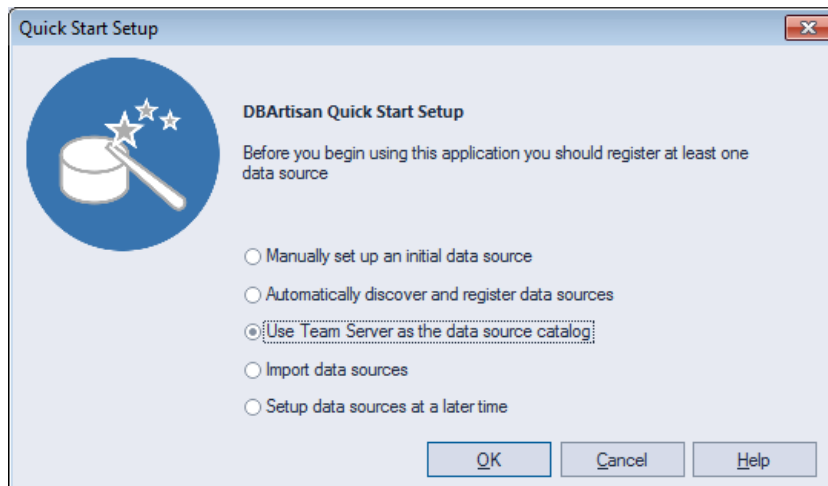 Quick Start Setup
DBArtisan Quick Start Setup
Before you begin using this application you should register at least one
data source
Manually set up an initial data source
Automatically discover and register data sources
Use Team Server as the data source catalog
Import data sources
Setup data sources at a later time
OK Cancel Help